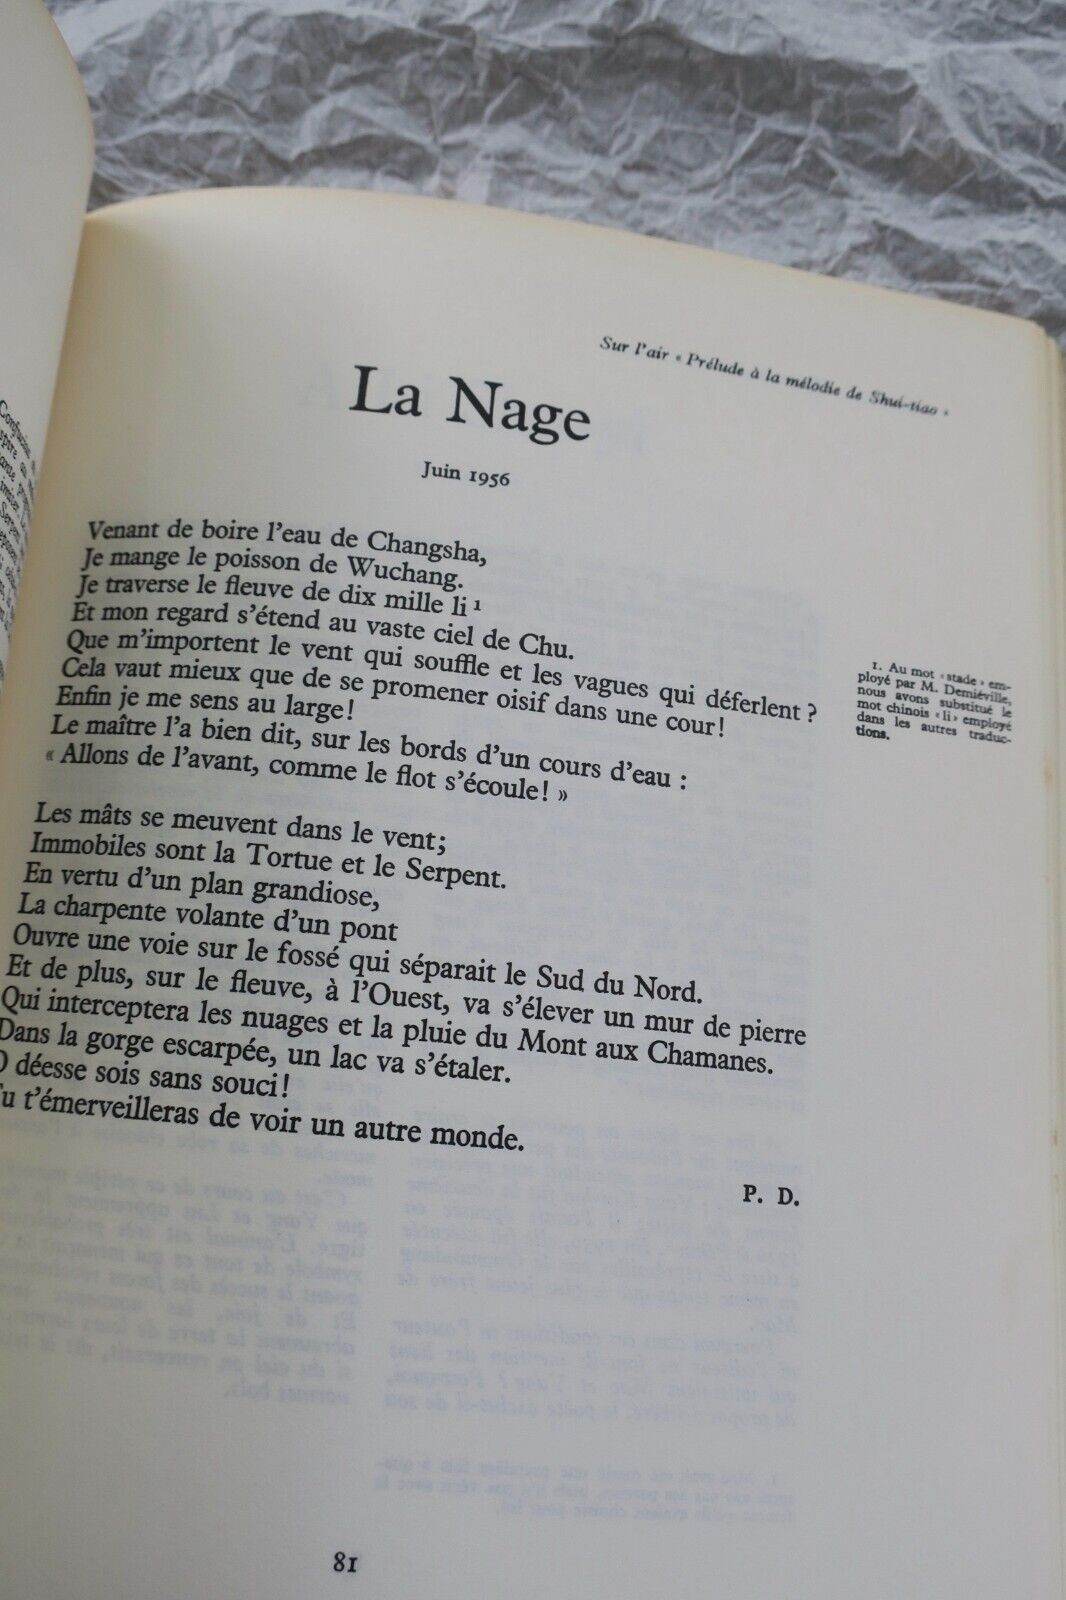 Sur l'air « Prélude à la mélodie de Shui-tiao »
La Nage
Juin 1956
Venant de boire l'eau de Changsha,
Je mange le poisson de Wuchang.
Je traverse le fleuve de dix mille li ¹
Et mon regard s'étend au vaste ciel de Chu.
Que m'importent le vent qui souffle et les vagues qui déferlent ?
Cela vaut mieux que de se promener oisif dans une cour !
Enfin je me sens au large !
Le maître l'a bien dit, sur les bords d'un cours d'eau :
« Allons de l'avant, comme le flot s'écoule ! »
Les mâts se meuvent dans le vent;
Immobiles sont la Tortue et le Serpent.
En vertu d'un plan grandiose,
La charpente volante d'un pont
Ouvre une voie sur le fossé qui séparait le Sud du Nord.
Et de plus, sur le fleuve, à l'Ouest, va s'élever un mur de pierre
Qui interceptera les nuages et la pluie du Mont aux Chamanes.
Dans la gorge escarpée, un lac va s'étaler.
O déesse sois sans souci !
Tu t'émerveilleras de voir un autre monde.
P. D.
1. Au mot ‹ stade › em-
ployé par M. Demiéville,
nous avons substitué le
mot chinois ‹ li › employé
dans les autres traduc-
tions.
81